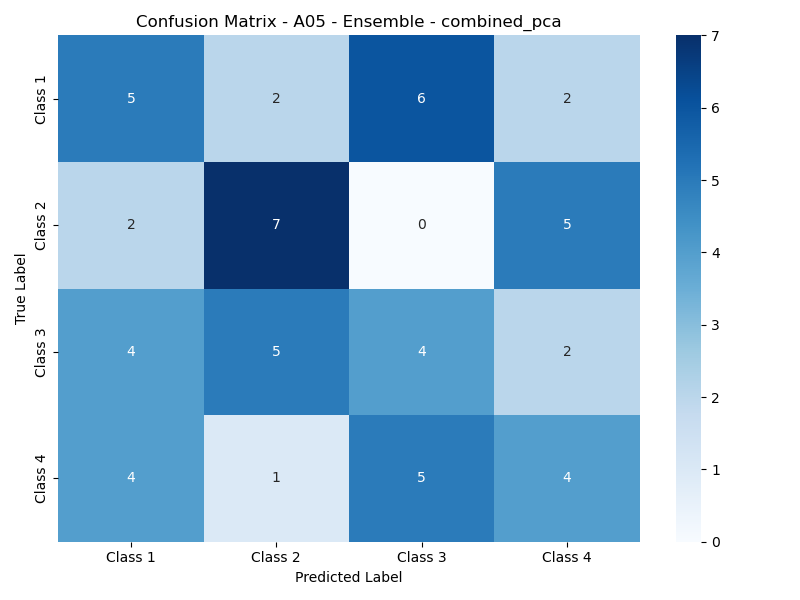 Confusion Matrix - A05 - Ensemble - combined_pca
True Label
Class 1
5 2 6 2
Class 2
2 7 0 5
Class 3
4 5 4 2
Class 4
4 1 5 4
Class 1 Class 2 Class 3 Class 4
Predicted Label
7
6
5
4
3
2
1
0